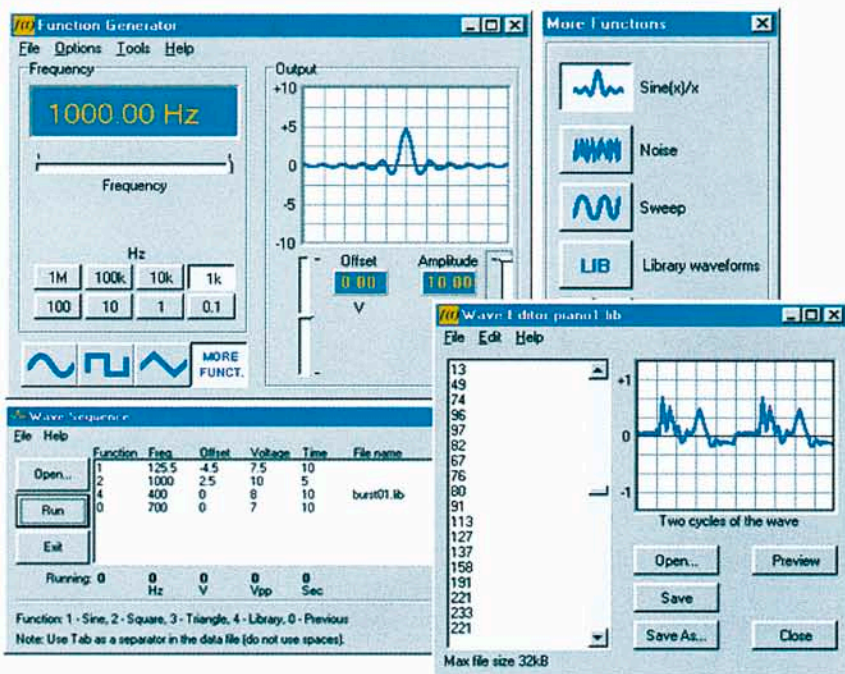 f(t) Function Generator
File Options Tools Help
Frequency
1000.00 Hz
Frequency
Hz
1M 100k 10k 1k
100 10 1 0.1
MORE FUNCT.
Output
+10
+5
0
-5
-10
Offset Amplitude
0.00 10.00
V
More Functions
Sine(x)/x
Noise
Sweep
LIB Library waveforms
Wave Sequence
File Help
Open...
Run
Exit
Function Freq. Offset Voltage Time File name
1 125.5 -4.5 7.5 10
2 1000 2.5 10 5
4 400 0 8 10 burst01.lib
0 700 0 7 10
Running: 0 0 0 0 0
Hz V Vpp Sec
Function: 1 - Sine, 2 - Square, 3 - Triangle, 4 - Library, 0 - Previous
Note: Use Tab as a separator in the data file (do not use spaces).
f(t) Wave Editor piano1.lib
File Edit Help
13
49
74
96
97
82
67
76
80
91
113
127
137
158
191
221
233
221
Max file size 32kB
+1
0
-1
Two cycles of the wave
Open... Preview
Save
Save As... Close